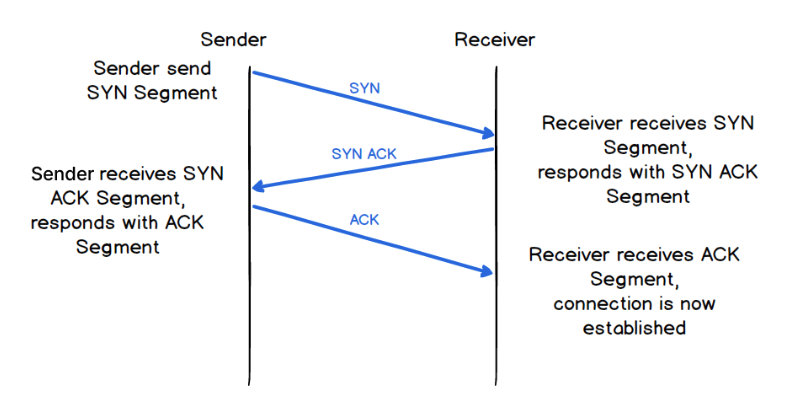 Sender
Receiver
Sender send
SYN Segment
SYN
Receiver receives SYN
Segment,
responds with SYN ACK
Segment
SYN ACK
Sender receives SYN
ACK Segment,
responds with ACK
Segment
ACK
Receiver receives ACK
Segment,
connection is now
established